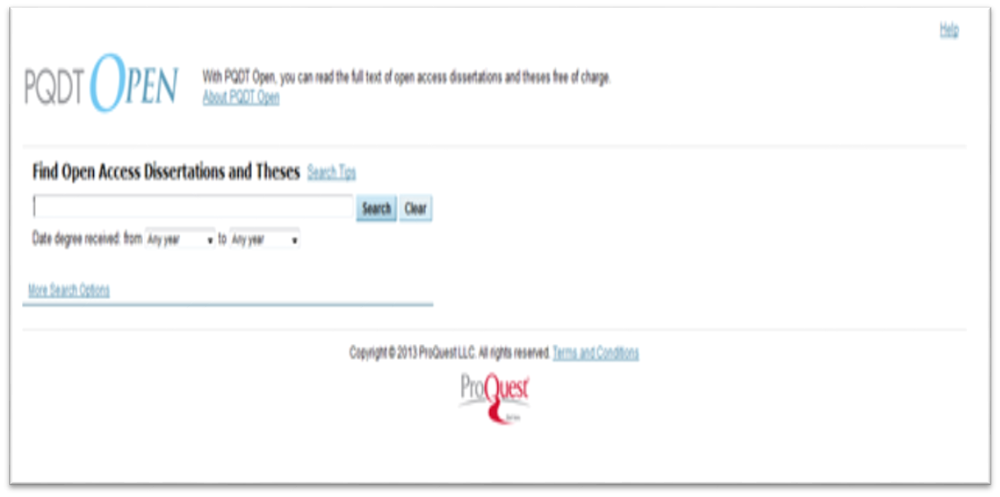 Help
PQDT OPEN
With PQDT Open, you can read the full text of open access dissertations and theses free of charge.
About PQDT Open
Find Open Access Dissertations and Theses Search Tips
Search Clear
Date degree received: from Any year to Any year
More Search Options
Copyright © 2013 ProQuest LLC. All rights reserved. Terms and Conditions
ProQuest